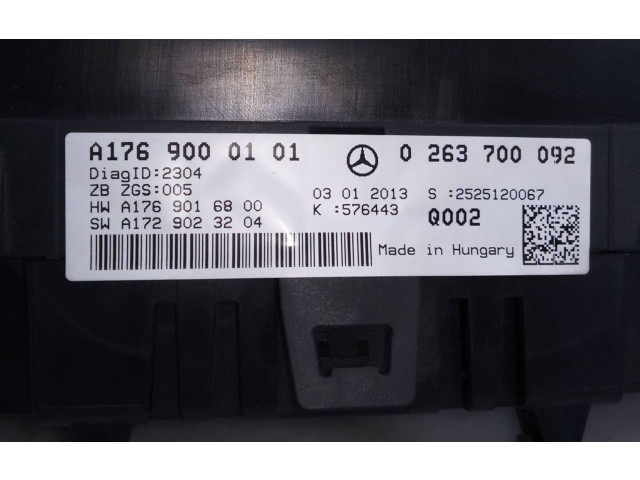 A176 900 01 01 0 263 700 092
DiagID:2304
ZB ZGS:005 03 01 2013 S :2525120067
HW A176 901 68 00 K :576443 Q002
SW A172 902 32 04
Made in Hungary